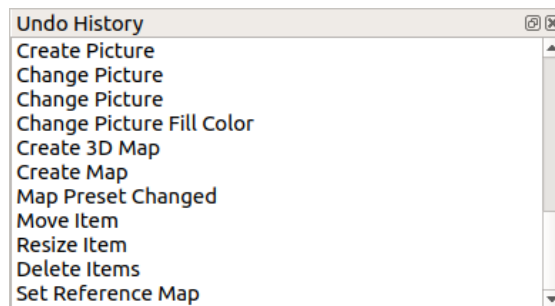 Undo History
Create Picture
Change Picture
Change Picture
Change Picture Fill Color
Create 3D Map
Create Map
Map Preset Changed
Move Item
Resize Item
Delete Items
Set Reference Map